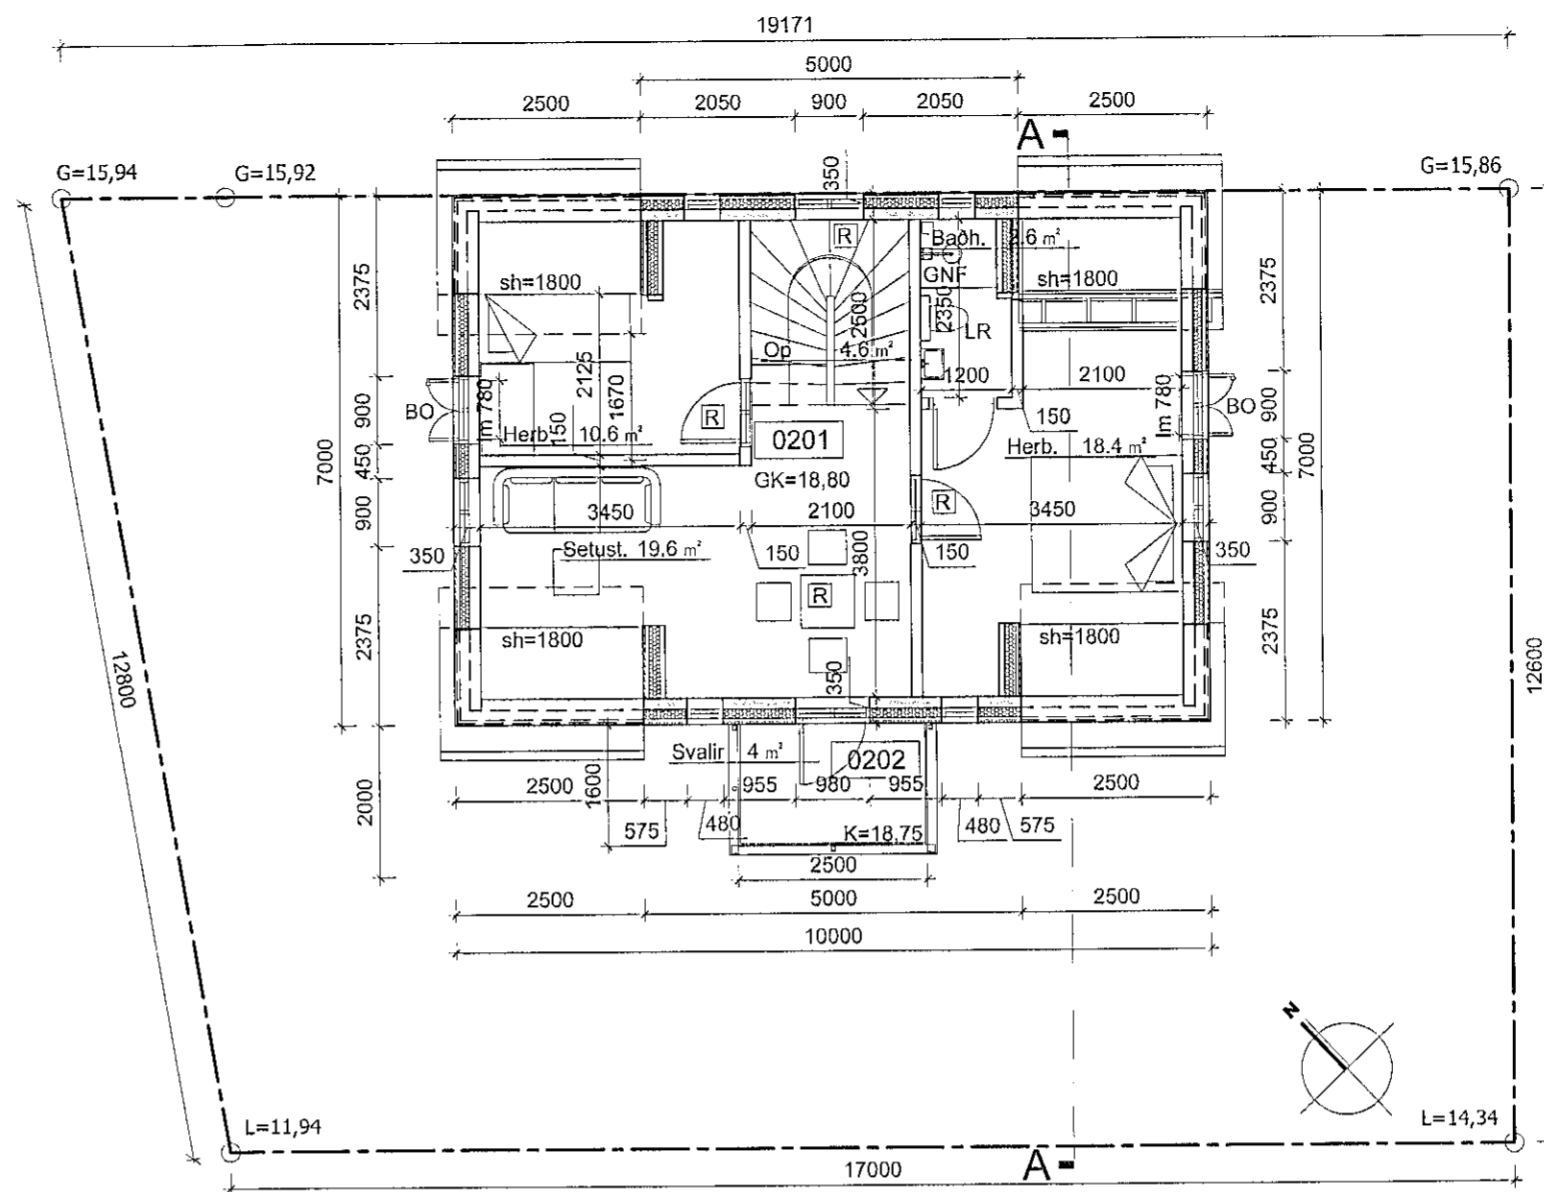 19171
5000
2500 2050 900 2050 2500
A
G=15,94 G=15,92 350 G=15,86
R Baðh. 2.6 m²
sh=1800 GNF sh=1800
2375 2500 2350 2375
LR
Op 4.6 m²
2125 1670 1200 2100
BO Im 780 R 150 Im 780 BO
900 150 900
Herb. 10.6 m² 0201 Herb. 18.4 m²
7000 450 GK=18,80 450 7000
R
900 3450 2100 3450 900
350 Setust. 19.6 m² 150 3800 150 350
R
sh=1800 sh=1800
2375 2375
12800 350 12600
Svalir 4 m² 0202
2500 1600 955 980 955 2500
2000
575 480 K=18,75 480 575
2500
2500 5000 2500
10000
N
L=11,94 L=14,34
A
17000